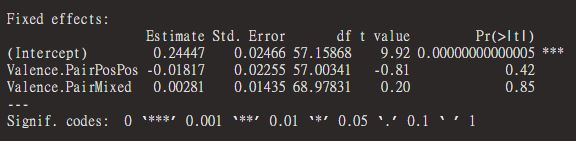 Fixed effects:
Estimate Std. Error df t value Pr(>|t|)
(Intercept) 0.24447 0.02466 57.15868 9.92 0.00000000000005 ***
Valence.PairPosPos -0.01817 0.02255 57.00341 -0.81 0.42
Valence.PairMixed 0.00281 0.01435 68.97831 0.20 0.85
---
Signif. codes: 0 ‘***’ 0.001 ‘**’ 0.01 ‘*’ 0.05 ‘.’ 0.1 ‘ ’ 1